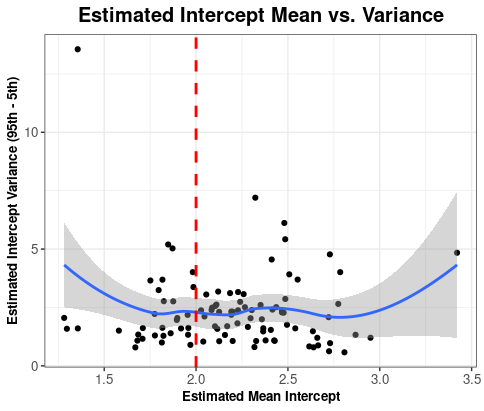 Estimated Intercept Mean vs. Variance
Estimated Intercept Variance (95th - 5th)
10
5
0
1.5
2.0
2.5
3.0
3.5
Estimated Mean Intercept